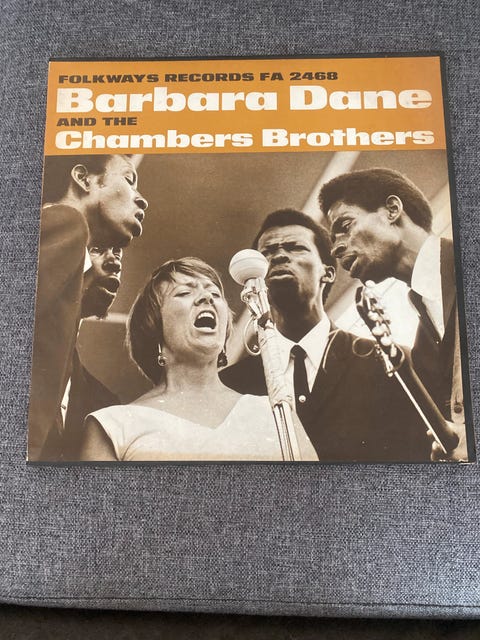 FOLKWAYS RECORDS FA 2468
Barbara Dane
AND THE
Chambers Brothers